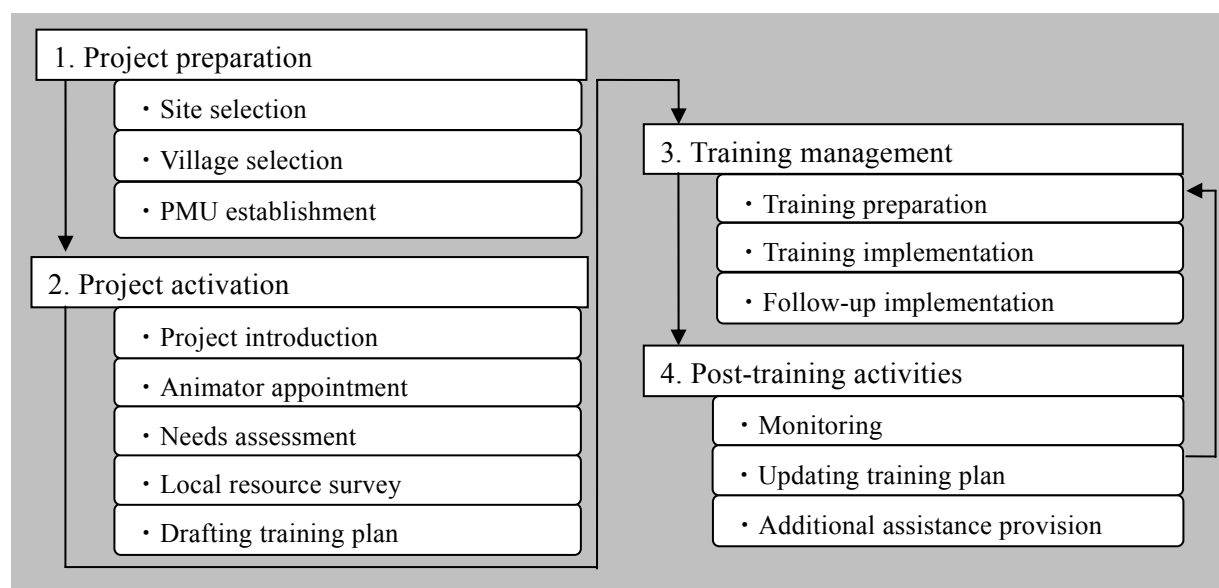 1. Project preparation
・Site selection
・Village selection
・PMU establishment
2. Project activation
・Project introduction
・Animator appointment
・Needs assessment
・Local resource survey
・Drafting training plan
3. Training management
・Training preparation
・Training implementation
・Follow-up implementation
4. Post-training activities
・Monitoring
・Updating training plan
・Additional assistance provision